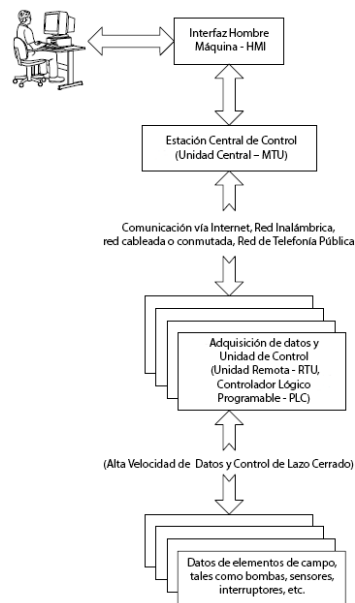 Interfaz Hombre
Máquina - HMI
Estación Central de Control
(Unidad Central – MTU)
Comunicación vía Internet, Red Inalámbrica,
red cableada o conmutada, Red de Telefonía Pública
Adquisición de datos y
Unidad de Control
(Unidad Remota - RTU,
Controlador Lógico
Programable - PLC)
(Alta Velocidad de Datos y Control de Lazo Cerrado)
Datos de elementos de campo,
tales como bombas, sensores,
interruptores, etc.